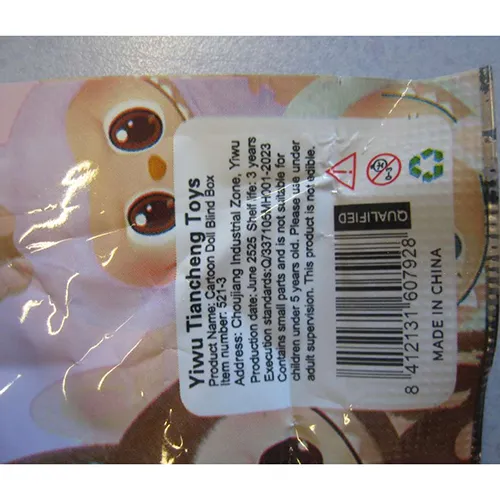 Yiwu Tiancheng Toys
Product Name: Cartoon Doll Blind Box
Item number: 521-3
Address: Choujiang Industrial Zone, Yiwu
Production date:June 2525 Shelf life: 3 years
Execution standards:Q/337105MH001-2023
Contains small parts and is not suitable for
children under 5 years old. Please use under
adult supervision. This product is not edible.
QUALIFIED
8 412131 607928
MADE IN CHINA